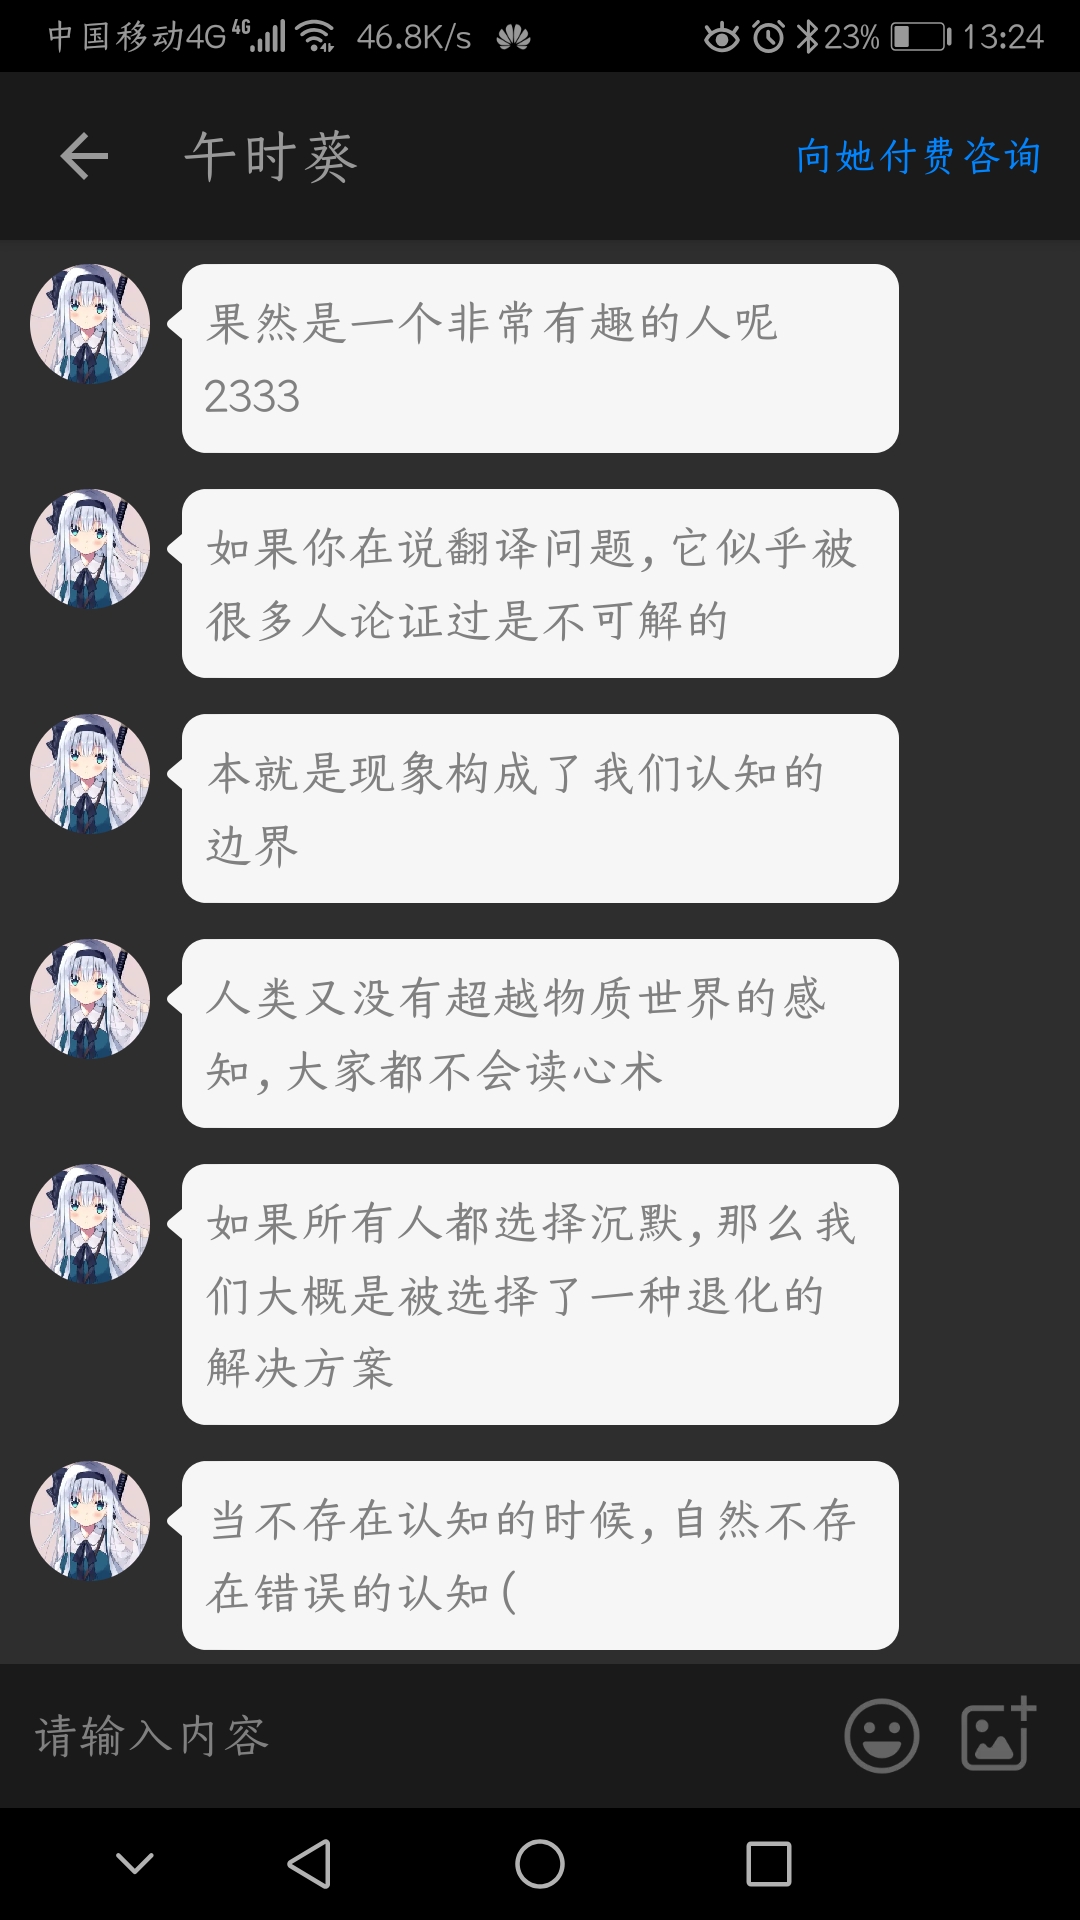 中国移动4G 4G 46.8K/s 23% 13:24
午时葵 向她付费咨询
果然是一个非常有趣的人呢
2333
如果你在说翻译问题,它似乎被
很多人论证过是不可解的
本就是现象构成了我们认知的
边界
人类又没有超越物质世界的感
知,大家都不会读心术
如果所有人都选择沉默,那么我
们大概是被选择了一种退化的
解决方案
当不存在认知的时候,自然不存
在错误的认知(
请输入内容